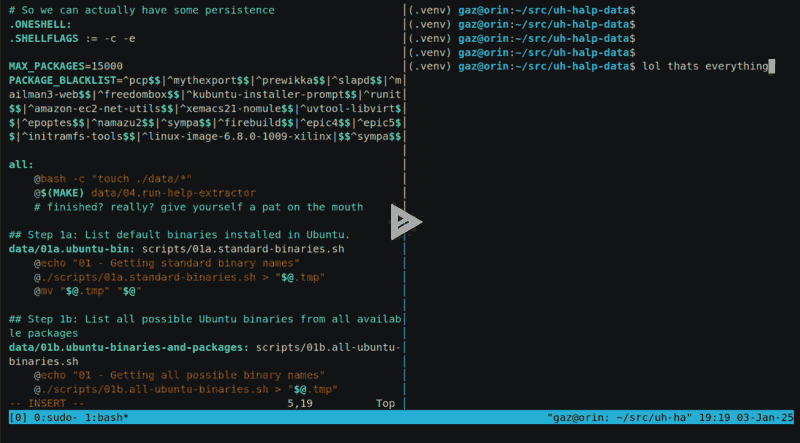 # So we can actually have some persistence
.ONESHELL:
.SHELLFLAGS := -c -e
MAX_PACKAGES=15000
PACKAGE_BLACKLIST=^pcp$$|^mythexport$$|^prewikka$$|^slapd$$|^m
ailman3-web$$|^freedombox$$|^kubuntu-installer-prompt$$|^runit
$$|^amazon-ec2-net-utils$$|^xemacs21-nomule$$|^uvtool-libvirt$
$|^epoptes$$|^namazu2$$|^sympa$$|^firebuild$$|^epic4$$|^epic5$
$|^initramfs-tools$$|^linux-image-6.8.0-1009-xilinx|$$^sympa$$
all:
@bash -c "touch ./data/*"
@$(MAKE) data/04.run-help-extractor
# finished? really? give yourself a pat on the mouth
## Step 1a: List default binaries installed in Ubuntu.
data/01a.ubuntu-bin: scripts/01a.standard-binaries.sh
@echo "01 - Getting standard binary names"
@./scripts/01a.standard-binaries.sh > "$@.tmp"
@mv "$@.tmp" "$@"
## Step 1b: List all possible Ubuntu binaries from all availab
le packages
data/01b.ubuntu-binaries-and-packages: scripts/01b.all-ubuntu-
binaries.sh
@echo "01 - Getting all possible binary names"
@./scripts/01b.all-ubuntu-binaries.sh > "$@.tmp"
-- INSERT -- 5,19 Top
(.venv) gaz@orin:~/src/uh-halp-data$
(.venv) gaz@orin:~/src/uh-halp-data$
(.venv) gaz@orin:~/src/uh-halp-data$
(.venv) gaz@orin:~/src/uh-halp-data$
(.venv) gaz@orin:~/src/uh-halp-data$ lol thats everything
[0] 0:sudo- 1:bash* "gaz@orin: ~/src/uh-ha" 19:19 03-Jan-25